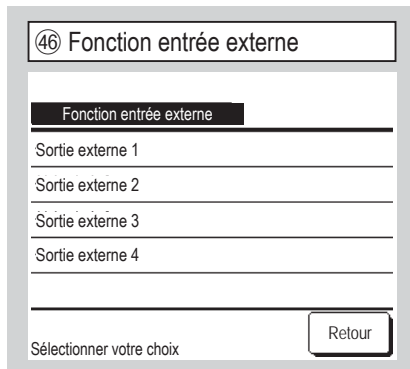 ㊻ Fonction entrée externe
Fonction entrée externe
Sortie externe 1
Sortie externe 2
Sortie externe 3
Sortie externe 4
Retour
Sélectionner votre choix